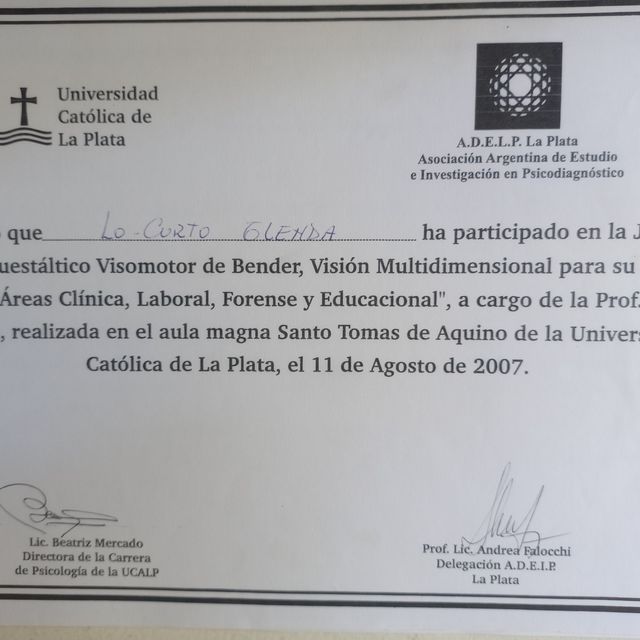 Universidad
Católica de
La Plata
A.D.E.I.P. La Plata
Asociación Argentina de Estudio
e Investigación en Psicodiagnóstico
que LO-CURTO GLENDA ha participado en la J
uestáltico Visomotor de Bender, Visión Multidimensional para su
Áreas Clínica, Laboral, Forense y Educacional", a cargo de la Prof.
, realizada en el aula magna Santo Tomas de Aquino de la Univers
Católica de La Plata, el 11 de Agosto de 2007.
Lic. Beatriz Mercado
Directora de la Carrera
de Psicología de la UCALP
Prof. Lic. Andrea Falocchi
Delegación A.D.E.I.P.
La Plata